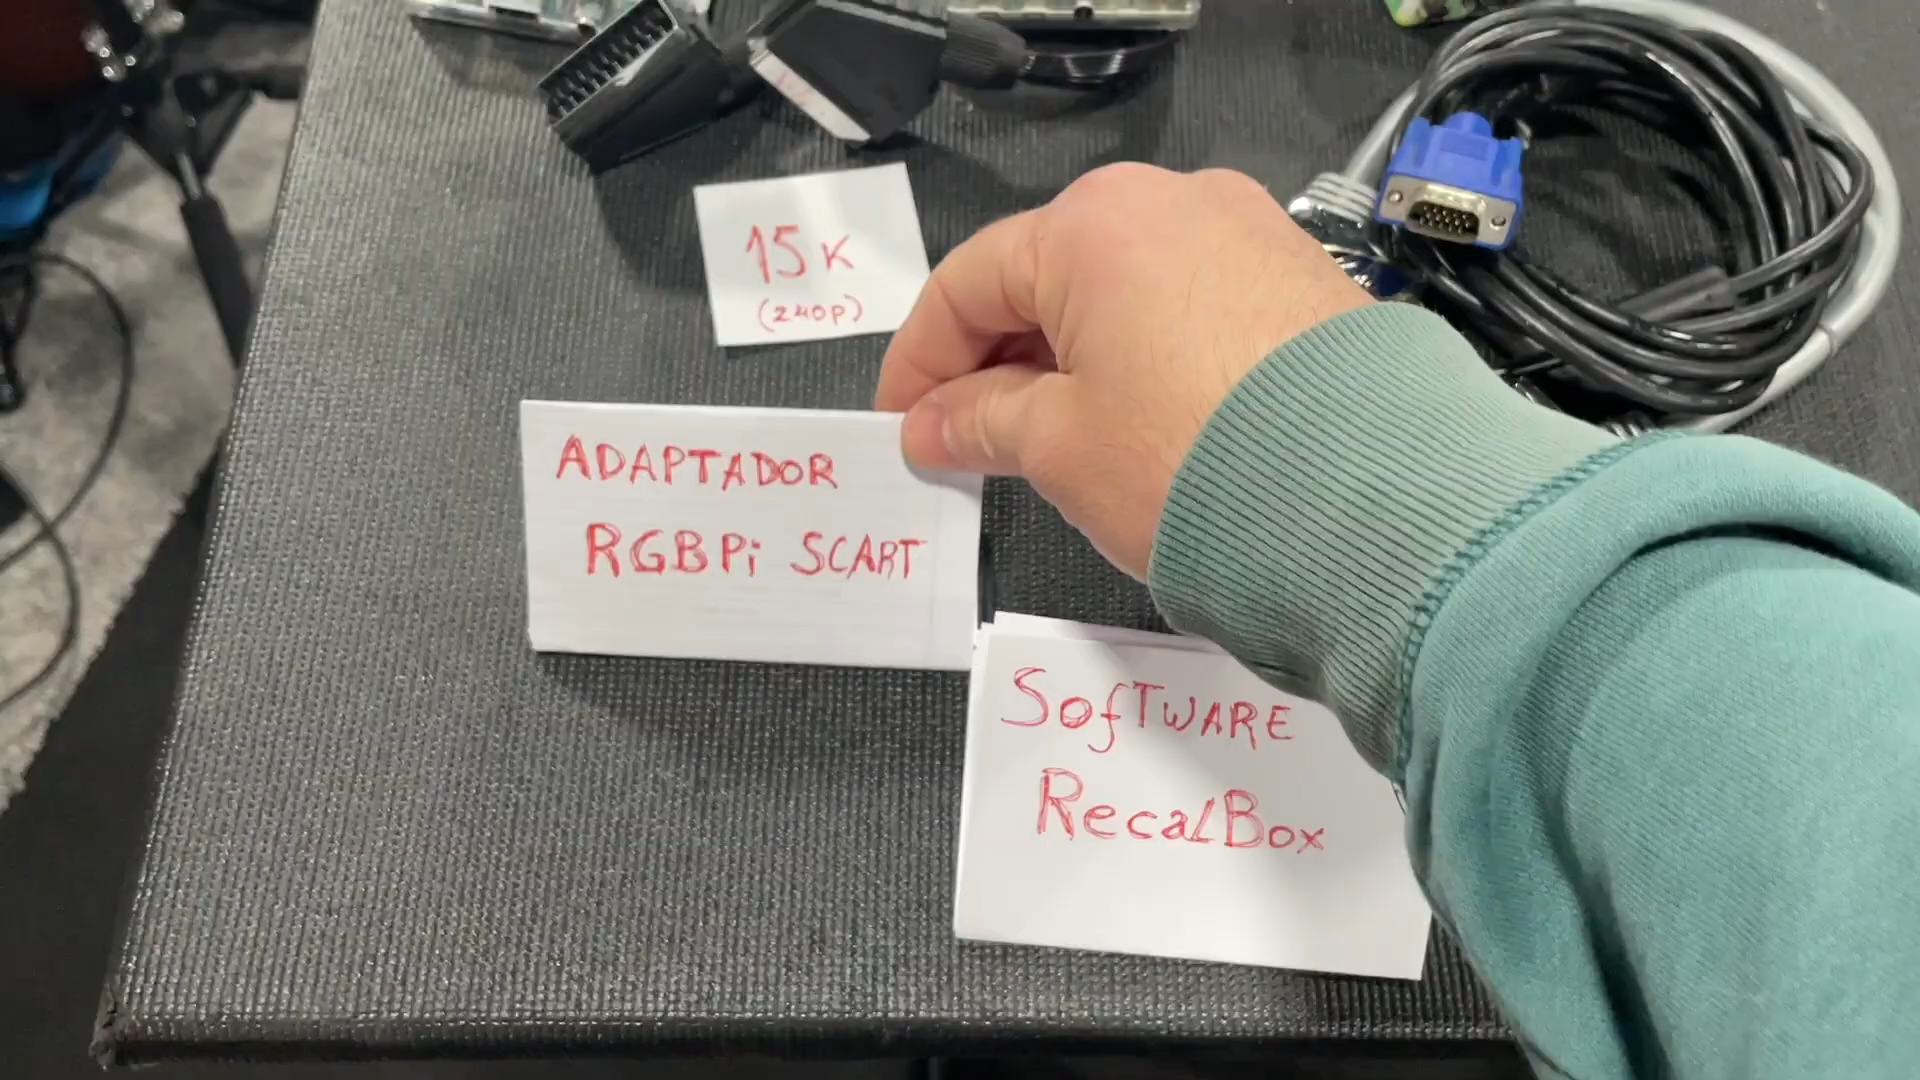 15K
(240P)
ADAPTADOR
RGBPi SCART
SofTWARE
RecalBox